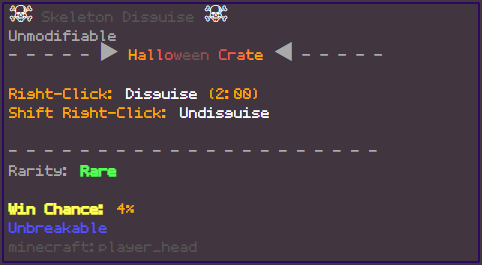 ☠ Skeleton Disguise ☠
Unmodifiable
- - - - - ▶ Halloween Crate ◀ - - - - -
Right-Click: Disguise (2:00)
Shift Right-Click: Undisguise
- - - - - - - - - - - - - - - - - - - - - -
Rarity: Rare
Win Chance: 4%
Unbreakable
minecraft:player_head